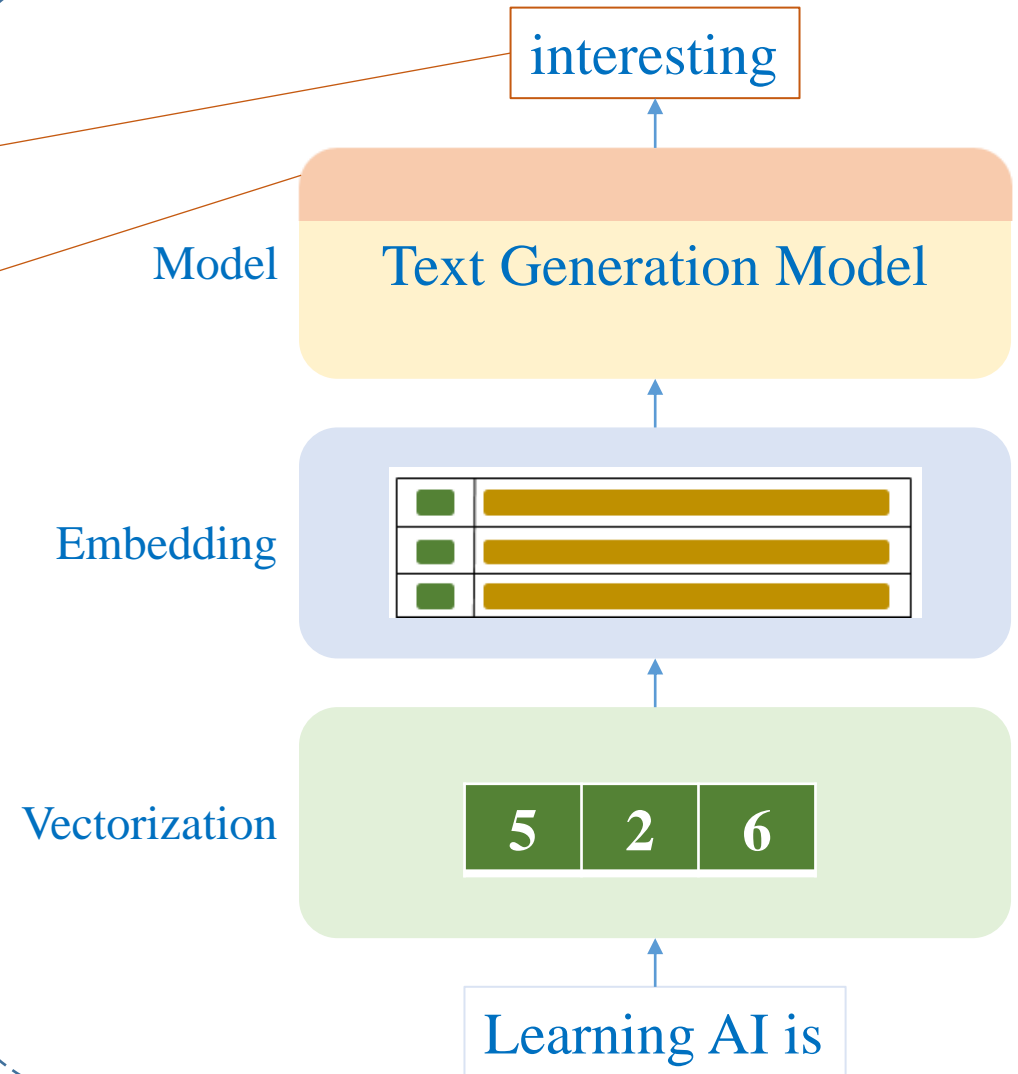 interesting
Model
Text Generation Model
Embedding
Vectorization
5 2 6
Learning AI is